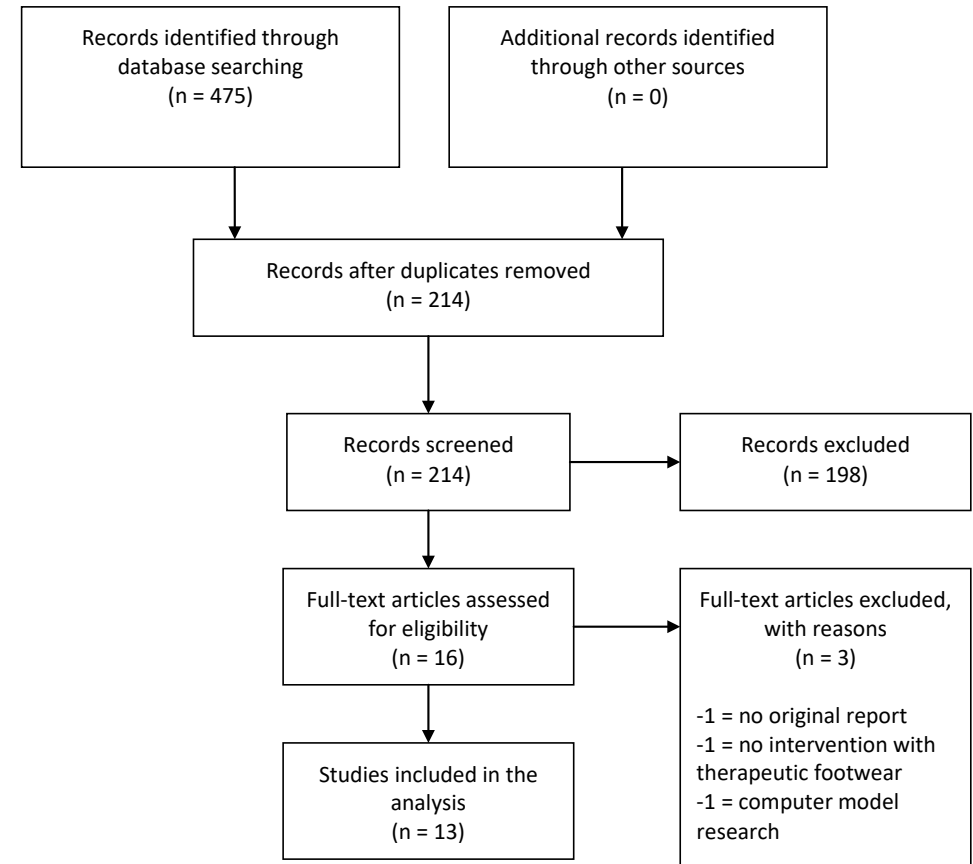 Records identified through
database searching
(n = 475)
Additional records identified
through other sources
(n = 0)
Records after duplicates removed
(n = 214)
Records screened
(n = 214)
Records excluded
(n = 198)
Full-text articles assessed
for eligibility
(n = 16)
Full-text articles excluded,
with reasons
(n = 3)
-1 = no original report
-1 = no intervention with
therapeutic footwear
-1 = computer model
research
Studies included in the
analysis
(n = 13)